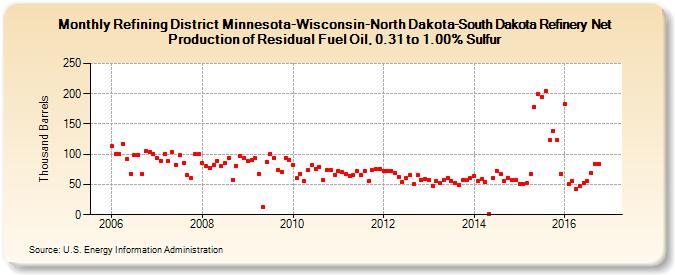 Monthly Refining District Minnesota-Wisconsin-North Dakota-South Dakota Refinery Net
Production of Residual Fuel Oil, 0.31 to 1.00% Sulfur
Thousand Barrels
250
200
150
100
50
0
2006 2008 2010 2012 2014 2016
Source: U.S. Energy Information Administration